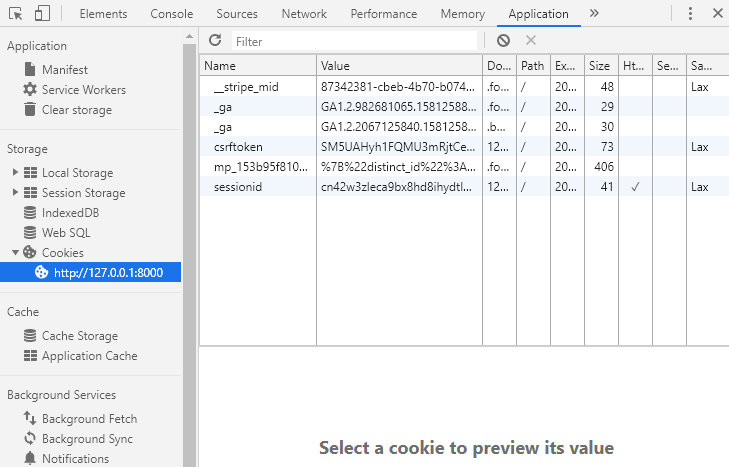 Elements Console Sources Network Performance Memory Application
Application
Manifest
Service Workers
Clear storage
Storage
Local Storage
Session Storage
IndexedDB
Web SQL
Cookies
http://127.0.0.1:8000
Cache
Cache Storage
Application Cache
Background Services
Background Fetch
Background Sync
Notifications
Filter
Name Value Do... Path Ex... Size Ht... Se... Sa...
__stripe_mid 87342381-cbeb-4b70-b074... .fo... / 20... 48 Lax
_ga GA1.2.982681065.15812588... .fo... / 20... 29
_ga GA1.2.2067125840.1581258... .b... / 20... 30
csrftoken SM5UAHyh1FQMU3mRjtCe... 12... / 20... 73 Lax
mp_153b95f810... %7B%22distinct_id%22%3A... .fo... / 20... 406
sessionid cn42w3zleca9bx8hd8ihydtl... 12... / 20... 41 ✓ Lax
Select a cookie to preview its value